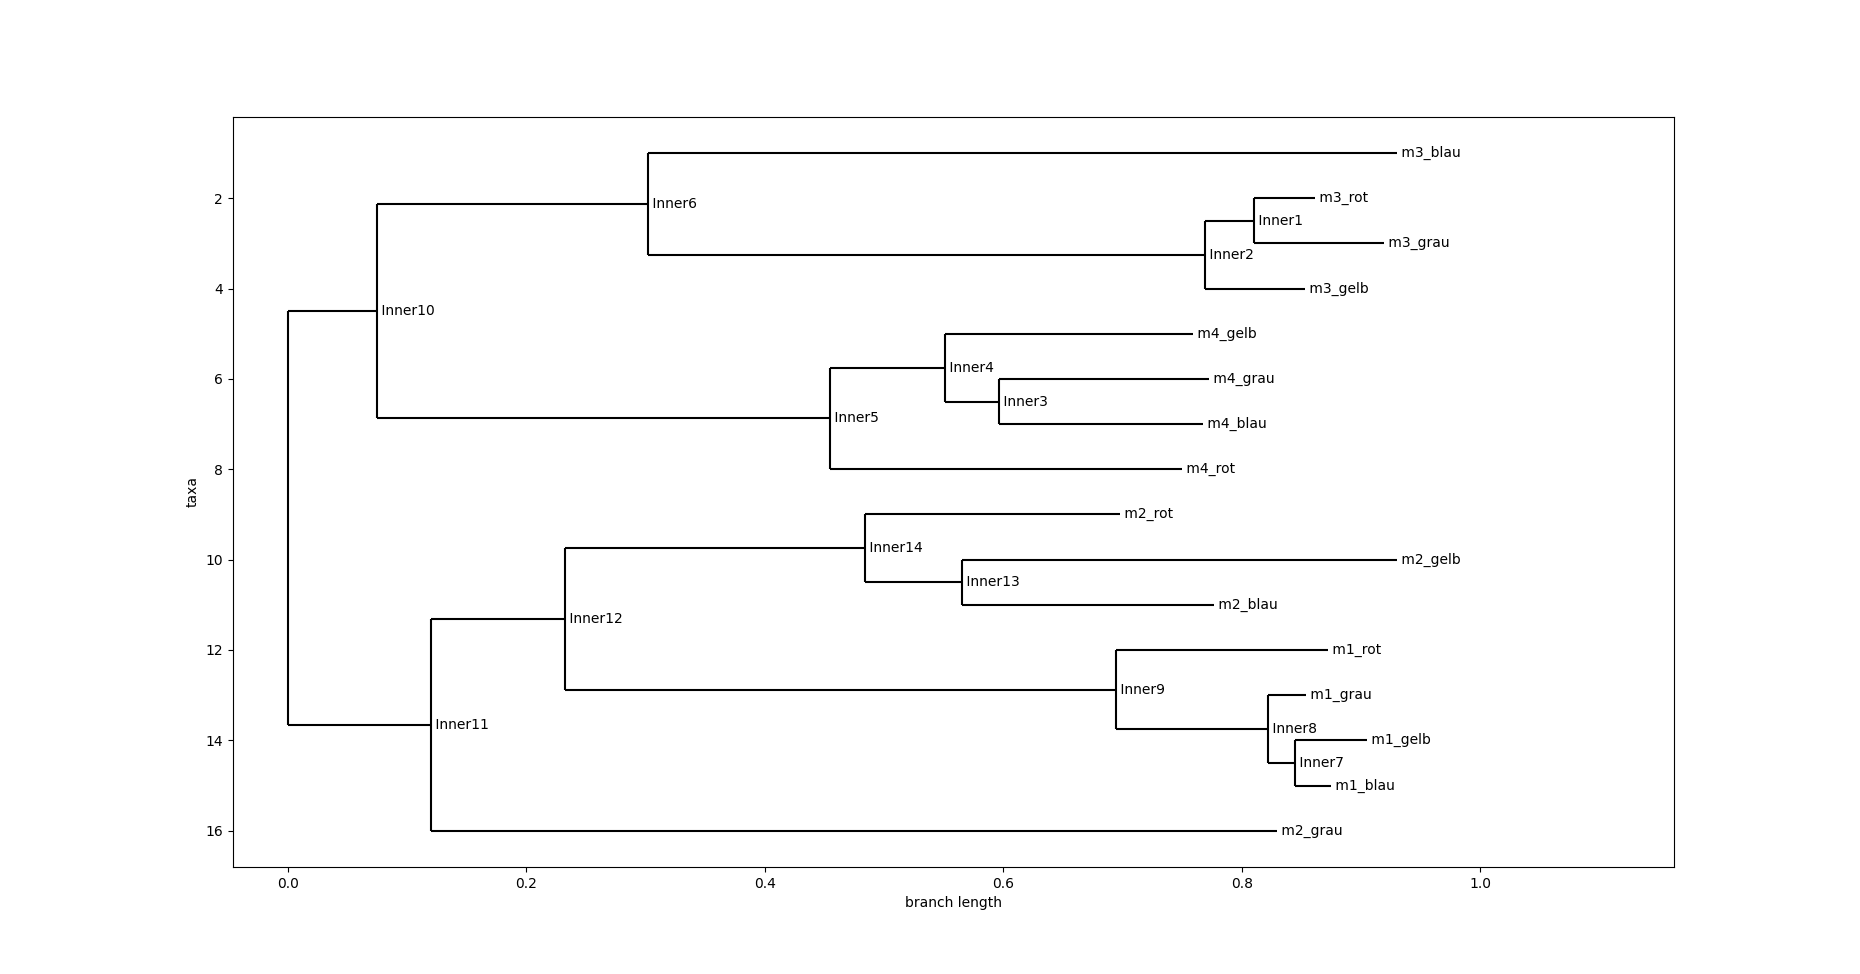 m3_blau
2
m3_rot
Inner6
Inner1
m3_grau
Inner2
4
m3_gelb
Inner10
m4_gelb
Inner4
6
m4_grau
Inner3
Inner5
m4_blau
8
m4_rot
taxa
m2_rot
Inner14
10
m2_gelb
Inner13
m2_blau
Inner12
12
m1_rot
Inner9
m1_grau
Inner11
Inner8
14
m1_gelb
Inner7
m1_blau
16
m2_grau
0.0 0.2 0.4 0.6 0.8 1.0
branch length